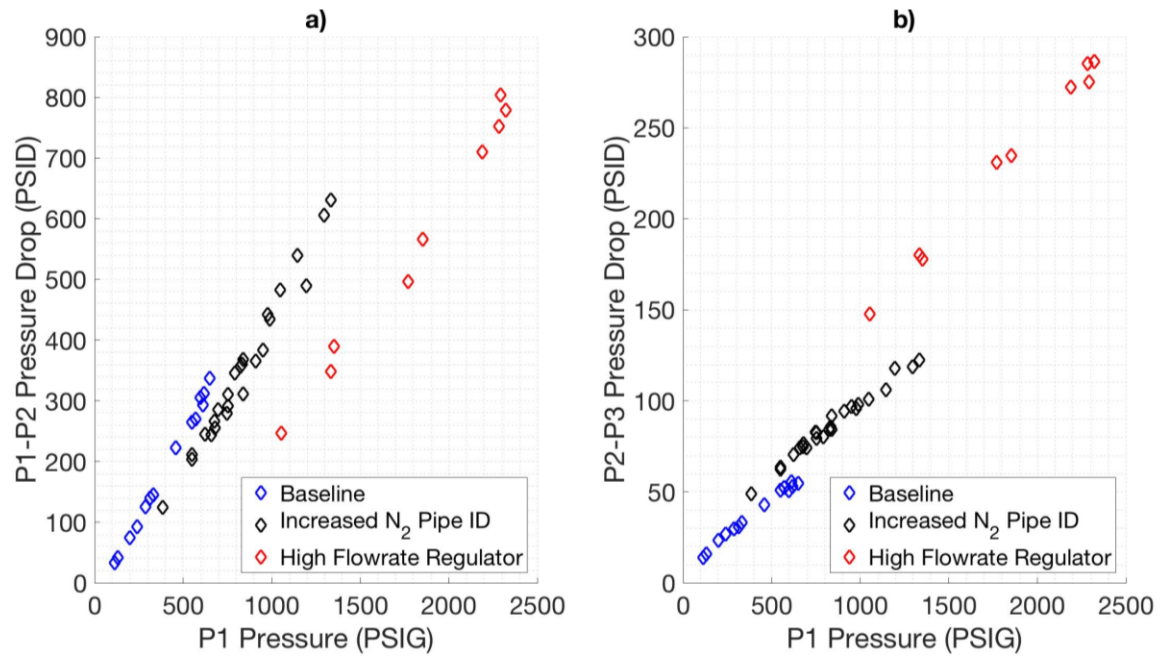 a)
900
800
700
600
500
400
300
200
100
0
P1-P2 Pressure Drop (PSID)
0 500 1000 1500 2000 2500
P1 Pressure (PSIG)
Baseline
Increased N₂ Pipe ID
High Flowrate Regulator
b)
300
250
200
150
100
50
0
P2-P3 Pressure Drop (PSID)
0 500 1000 1500 2000 2500
P1 Pressure (PSIG)
Baseline
Increased N₂ Pipe ID
High Flowrate Regulator